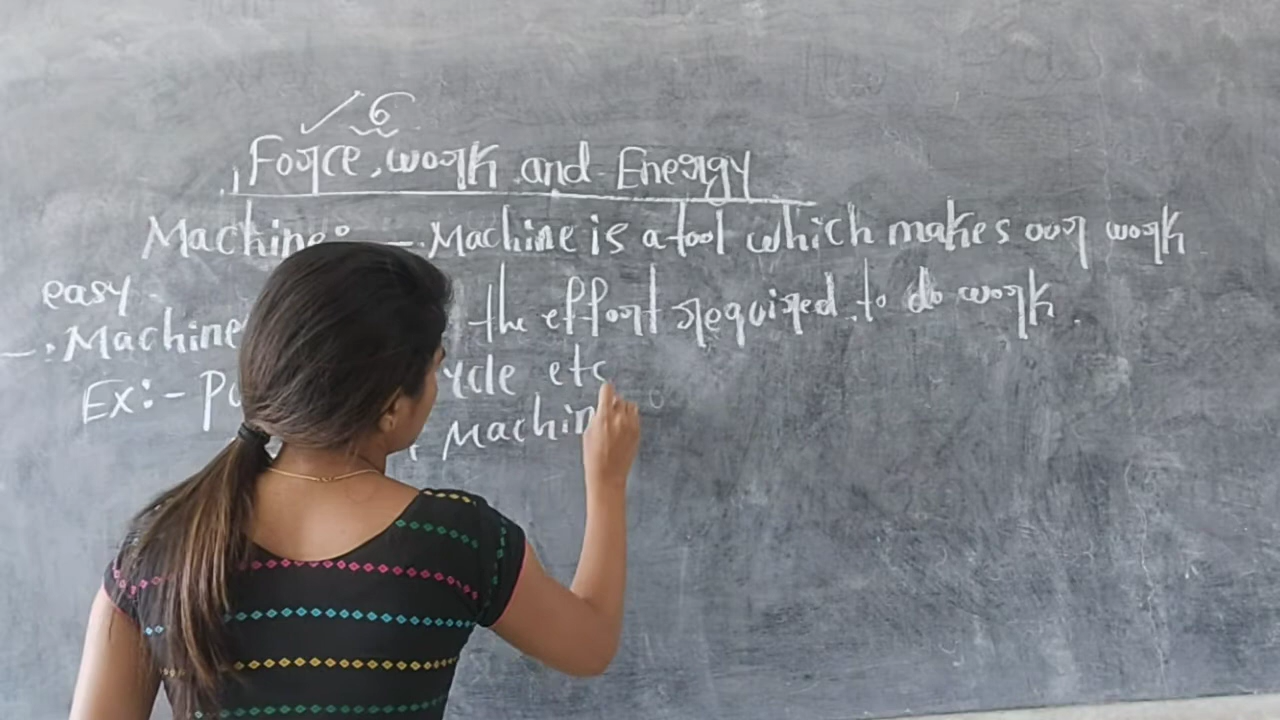 6
Force, work and Energy
Machine:- Machine is a tool which makes our work
easy
Machine the effort required to do work.
Ex:- etc
Machin